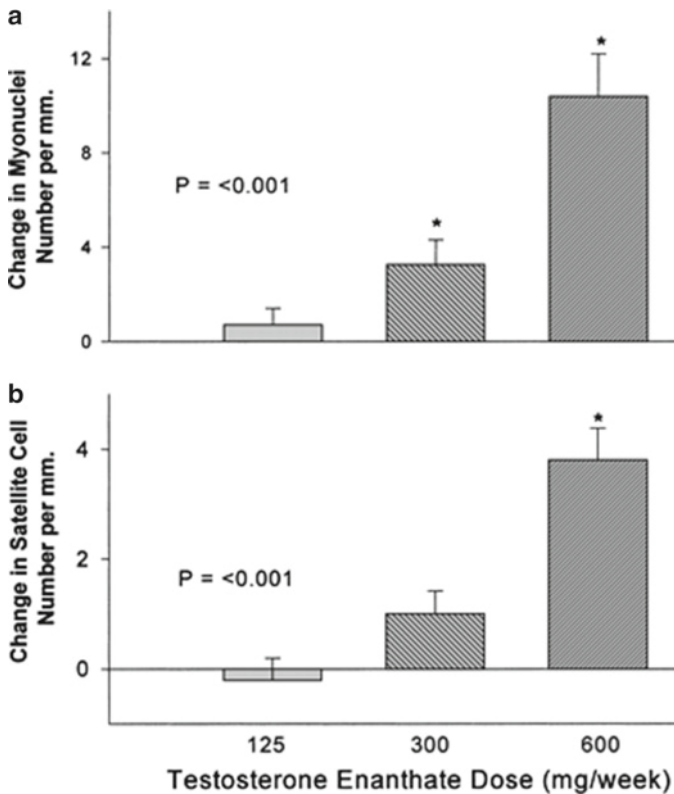 a
Change in Myonuclei
Number per mm.
12
8
4
0
P = <0.001
*
*
b
Change in Satellite Cell
Number per mm.
4
2
0
P = <0.001
*
125 300 600
Testosterone Enanthate Dose (mg/week)